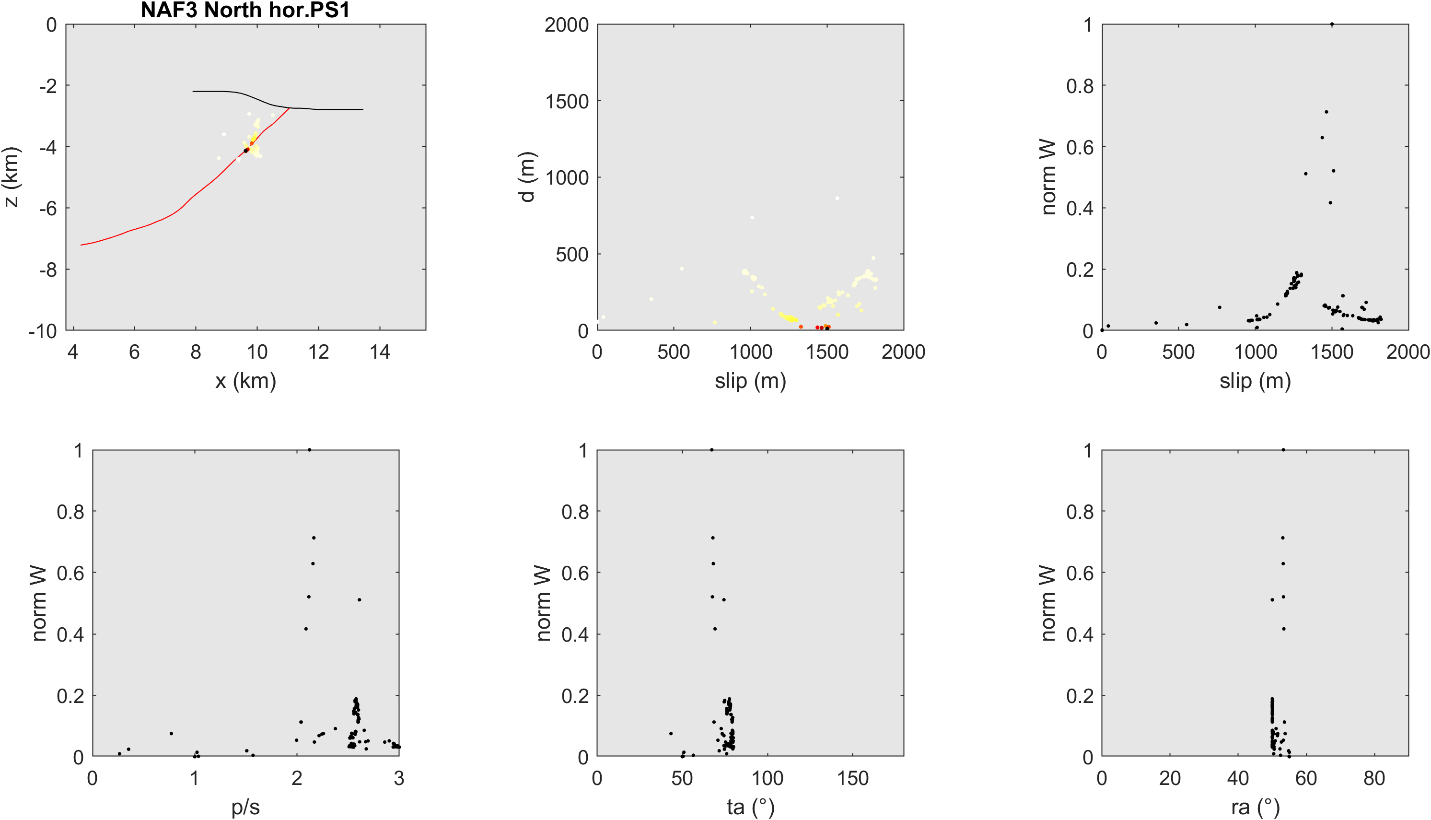 NAF3 North hor.PS1
0
-2
-4
-6
-8
-10
z (km)
4 6 8 10 12 14
x (km)
2000
1500
1000
500
0
d (m)
0 500 1000 1500 2000
slip (m)
1
0.8
0.6
0.4
0.2
0
norm W
0 500 1000 1500 2000
slip (m)
1
0.8
0.6
0.4
0.2
0
norm W
0 1 2 3
p/s
1
0.8
0.6
0.4
0.2
0
norm W
0 50 100 150
ta (°)
1
0.8
0.6
0.4
0.2
0
norm W
0 20 40 60 80
ra (°)